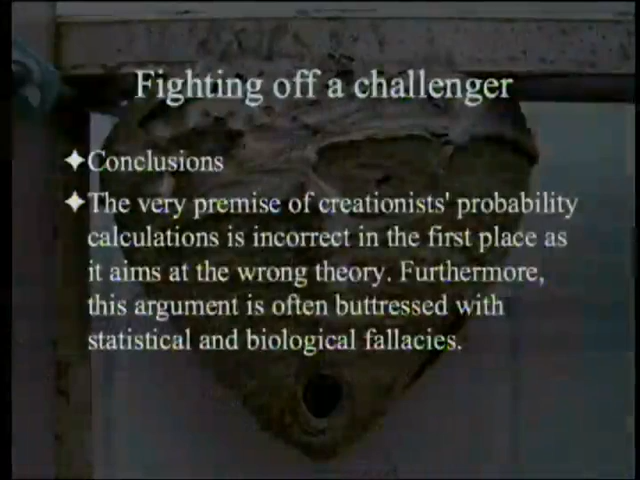 Fighting off a challenger
Conclusions
The very premise of creationists' probability
calculations is incorrect in the first place as
it aims at the wrong theory. Furthermore,
this argument is often buttressed with
statistical and biological fallacies.